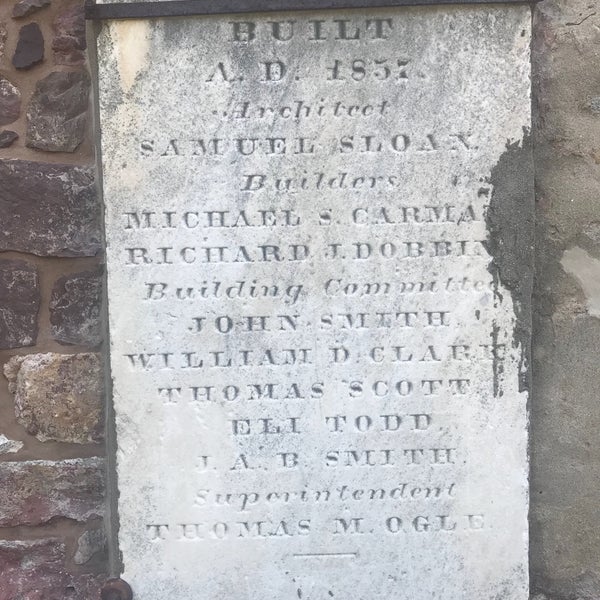 BUILT
A. D. 1857.
Architect
SAMUEL SLOAN.
Builders
MICHAEL S. CARMA
RICHARD J. DOBBIN
Building Committe
JOHN SMITH.
WILLIAM D. CLARK.
THOMAS SCOTT.
ELI TODD.
J. A. B. SMITH.
Superintendent
THOMAS M. OGLE.